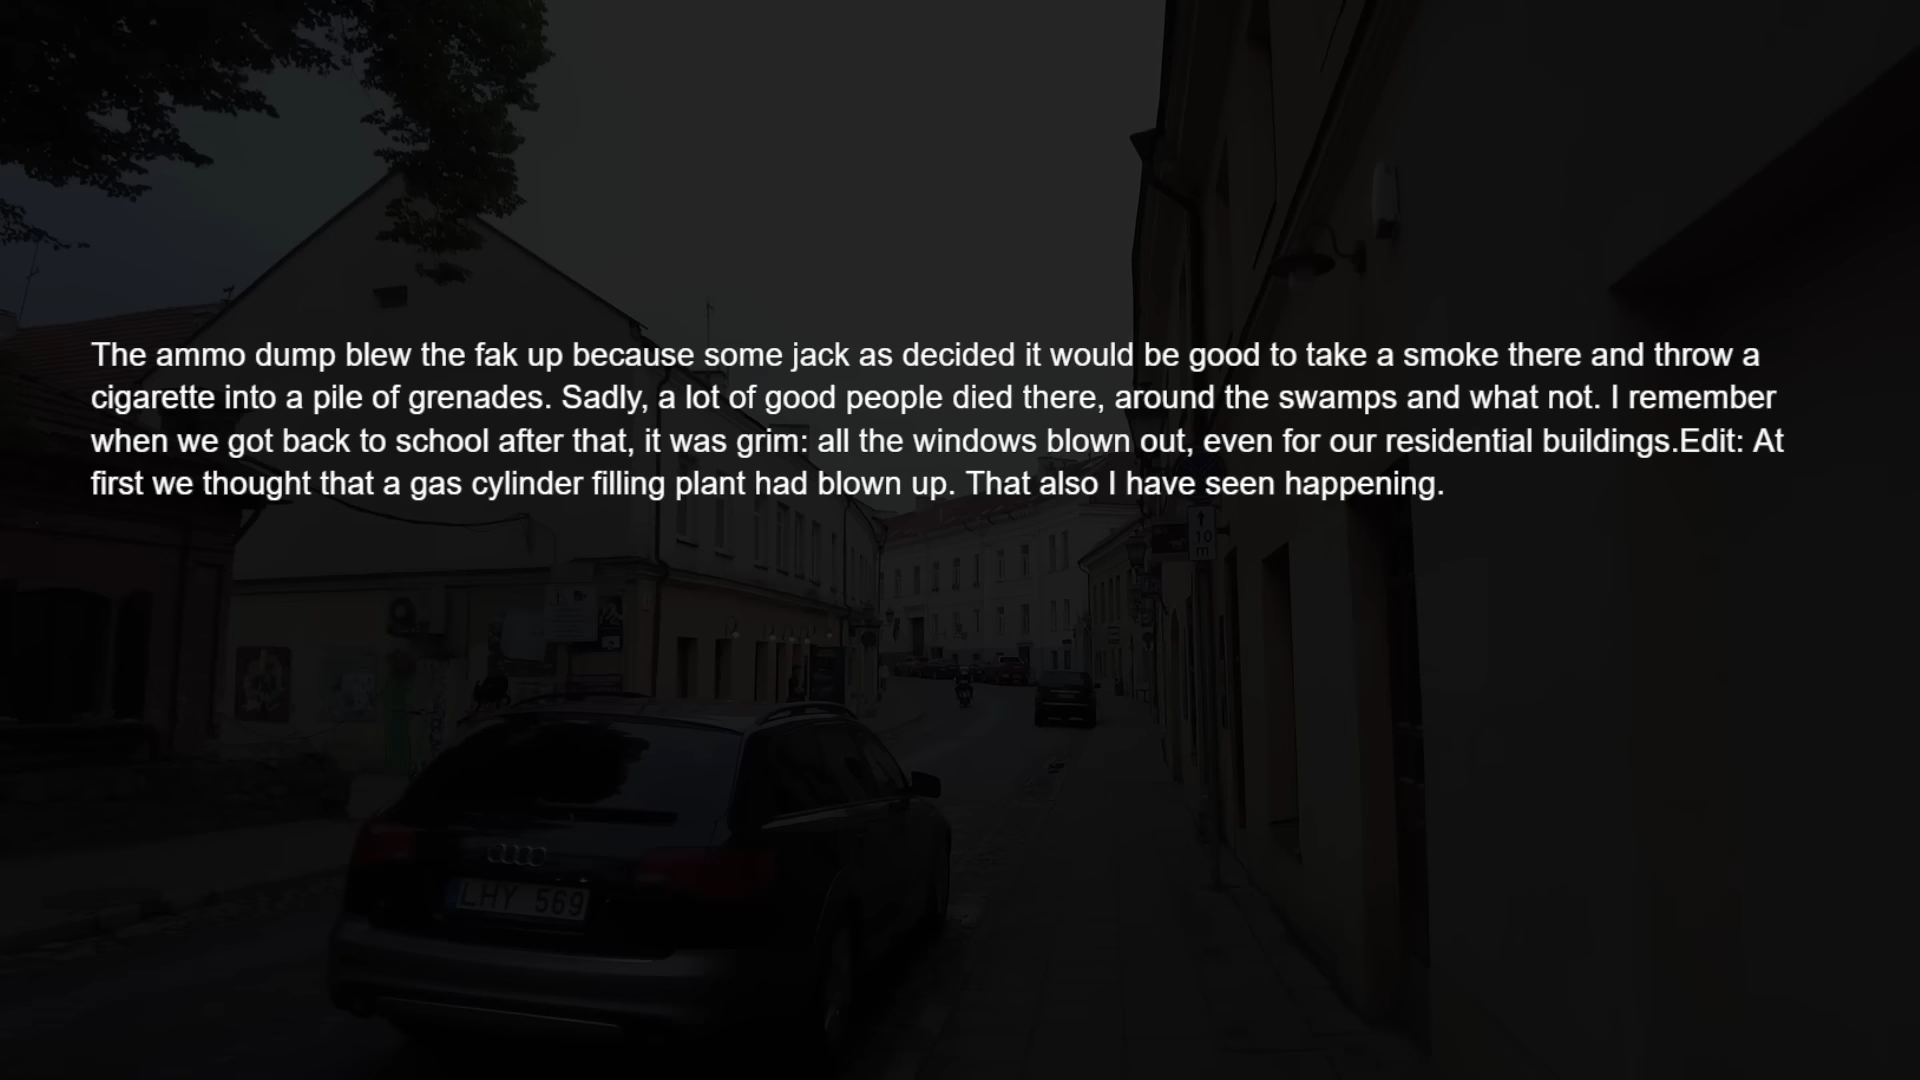 The ammo dump blew the fak up because some jack as decided it would be good to take a smoke there and throw a
cigarette into a pile of grenades. Sadly, a lot of good people died there, around the swamps and what not. I remember
when we got back to school after that, it was grim: all the windows blown out, even for our residential buildings.Edit: At
first we thought that a gas cylinder filling plant had blown up. That also I have seen happening.
10
m
LHY 569